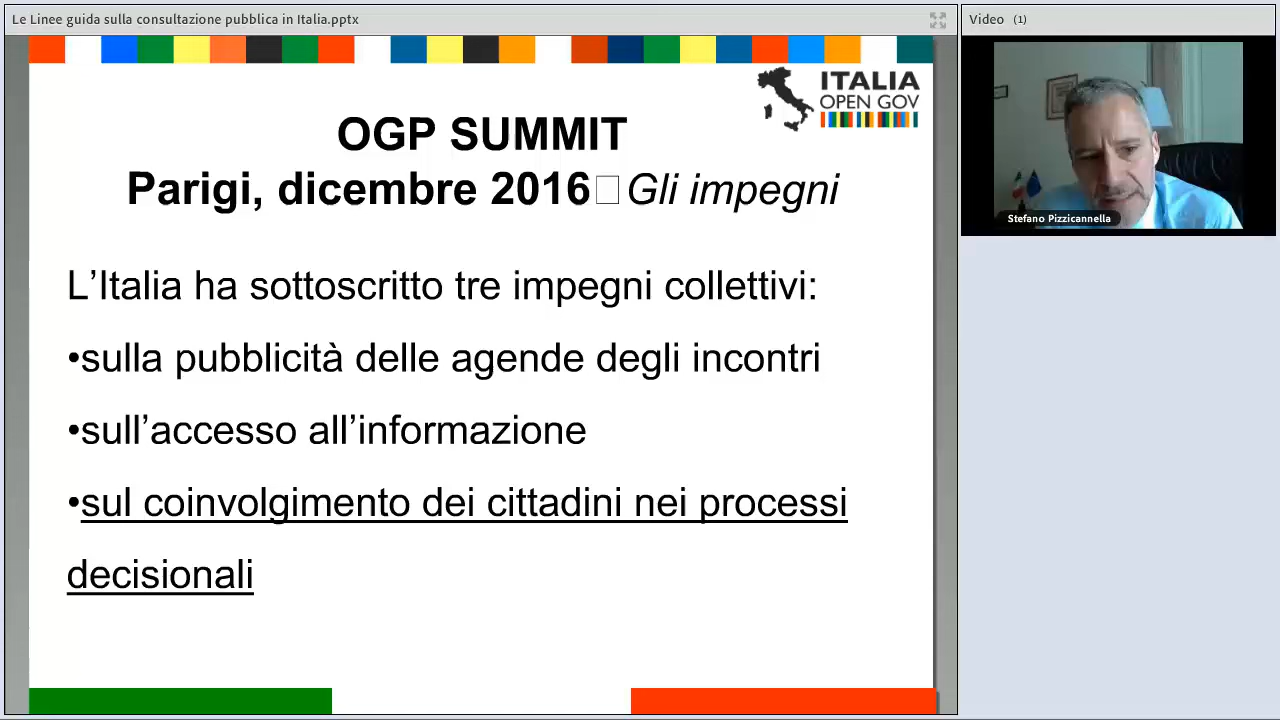 Le Linee guida sulla consultazione pubblica in Italia.pptx
Video (1)
ITALIA
OPEN GOV
OGP SUMMIT
Parigi, dicembre 2016 Gli impegni
Stefano Pizzicannella
L’Italia ha sottoscritto tre impegni collettivi:
•sulla pubblicità delle agende degli incontri
•sull’accesso all’informazione
•sul coinvolgimento dei cittadini nei processi
decisionali